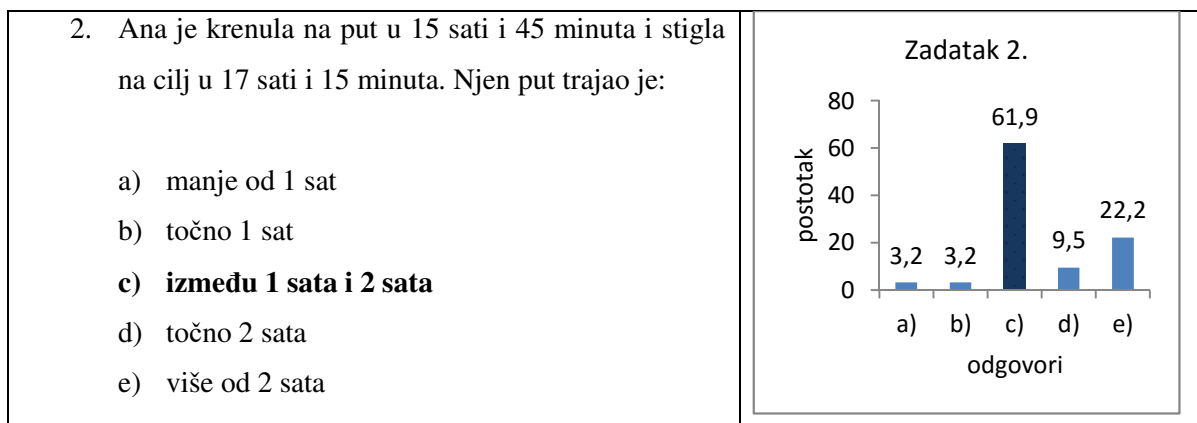 2. Ana je krenula na put u 15 sati i 45 minuta i stigla
na cilj u 17 sati i 15 minuta. Njen put trajao je:
a) manje od 1 sat
b) točno 1 sat
c) između 1 sata i 2 sata
d) točno 2 sata
e) više od 2 sata
Zadatak 2.
postotak
80
60
40
20
0
3,2 3,2 61,9 9,5 22,2
a) b) c) d) e)
odgovori